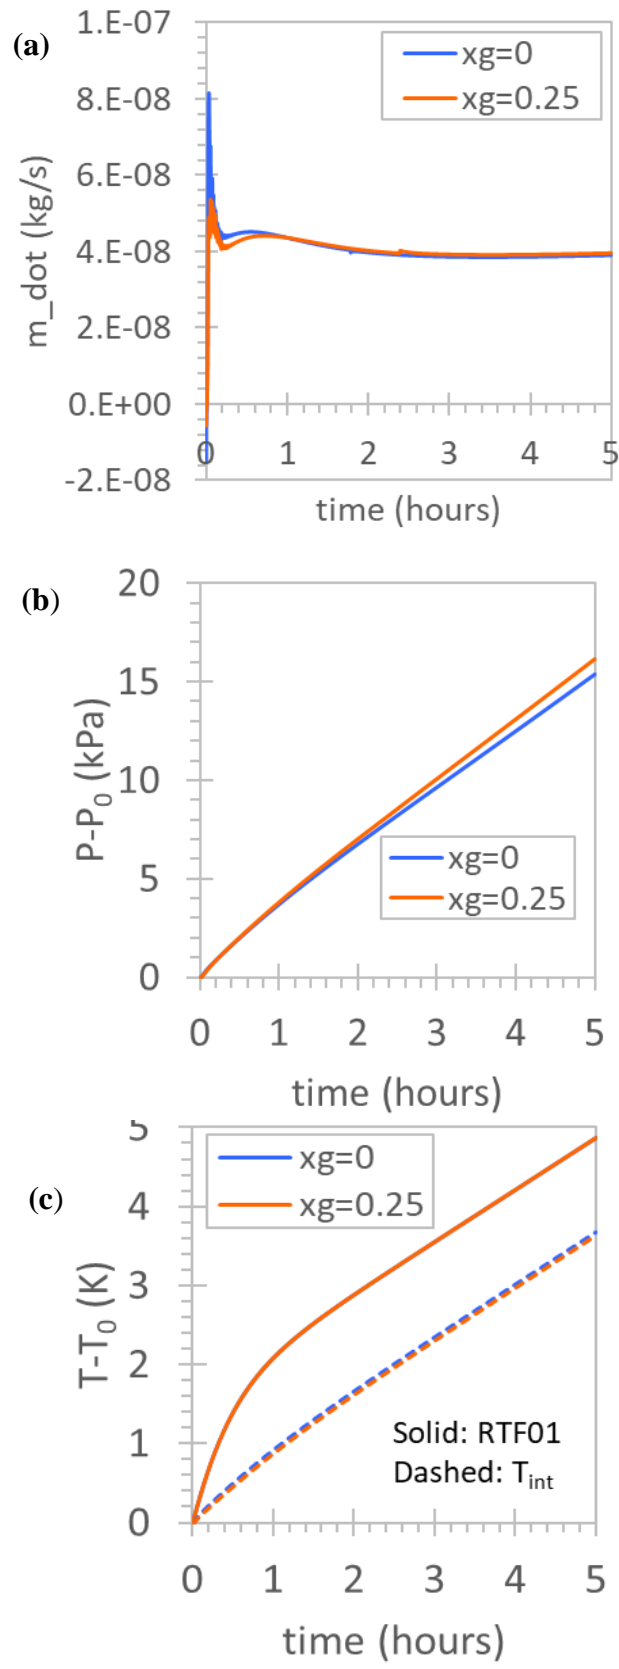 (a)
1.E-07
8.E-08
6.E-08
4.E-08
2.E-08
0.E+00
-2.E-08
m_dot (kg/s)
xg=0
xg=0.25
0 1 2 3 4 5
time (hours)
(b)
20
15
10
5
0
P-P0 (kPa)
xg=0
xg=0.25
0 1 2 3 4 5
time (hours)
(c)
5
4
3
2
1
0
T-T0 (K)
xg=0
xg=0.25
Solid: RTF01
Dashed: Tint
0 1 2 3 4 5
time (hours)